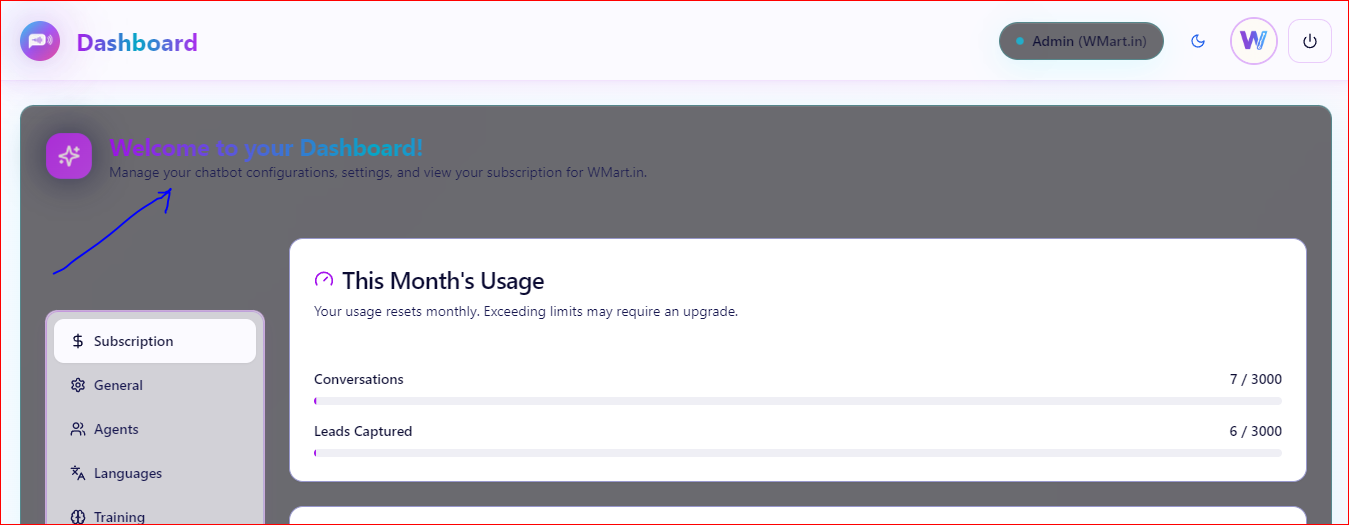 Dashboard
Admin (WMart.in)
W
Welcome to your Dashboard!
Manage your chatbot configurations, settings, and view your subscription for WMart.in.
This Month's Usage
Your usage resets monthly. Exceeding limits may require an upgrade.
Subscription
General
Conversations 7 / 3000
Agents
Leads Captured 6 / 3000
Languages
Training